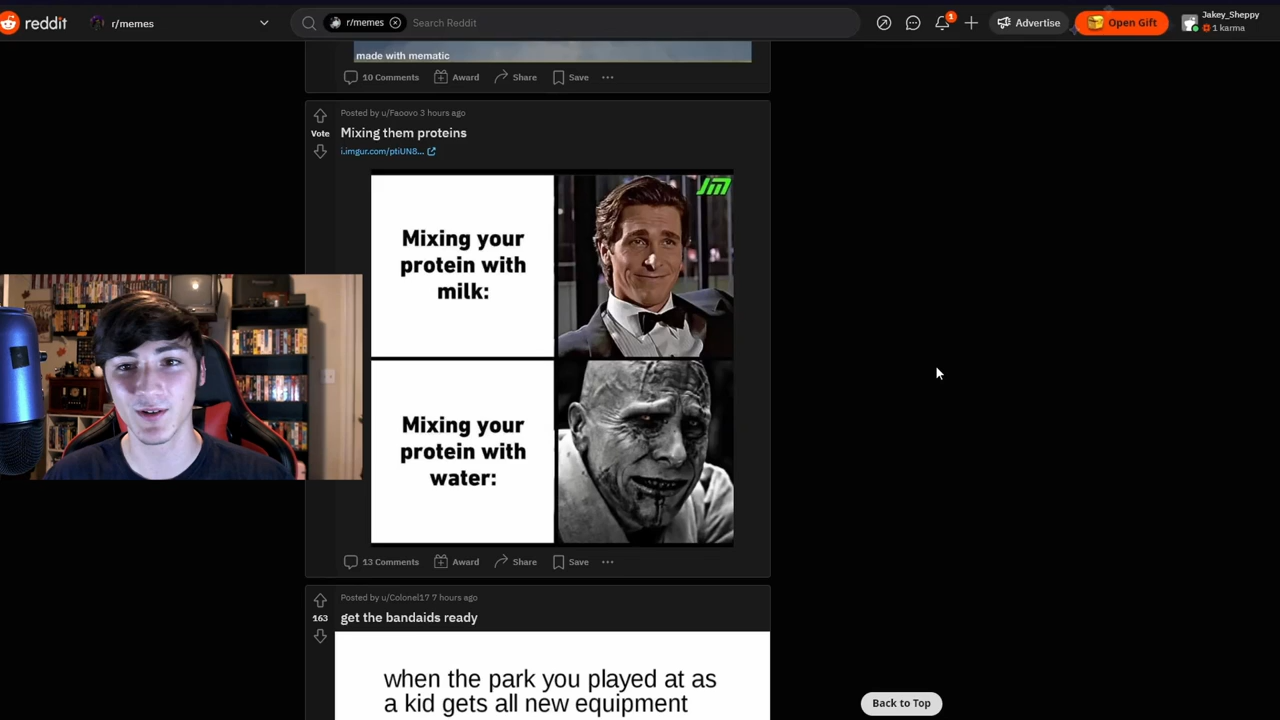 reddit
r/memes
r/memes
Search Reddit
1
Advertise
Open Gift
Jakey_Sheppy
1 karma
made with mematic
10 Comments
Award
Share
Save
Posted by u/Faoovo 3 hours ago
Vote
Mixing them proteins
i.imgur.com/ptiUN8...
JM
Mixing your
protein with
milk:
Mixing your
protein with
water:
13 Comments
Award
Share
Save
Posted by u/Colonel17 7 hours ago
163
get the bandaids ready
when the park you played at as
a kid gets all new equipment
Back to Top